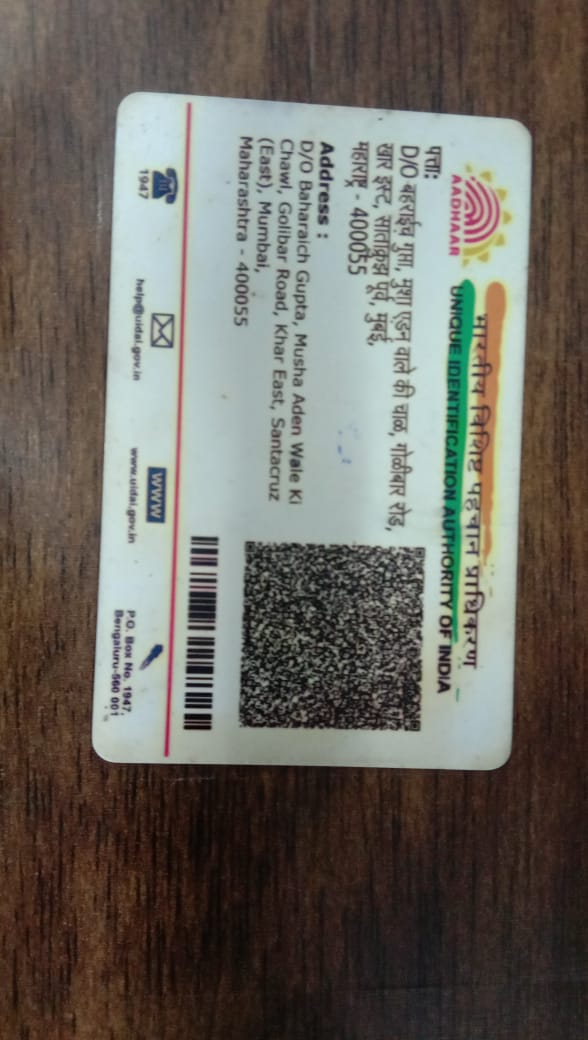 भारतीय विशिष्ट पहचान प्राधिकरण
UNIQUE IDENTIFICATION AUTHORITY OF INDIA
AADHAAR
पत्ता:
D/O बहराईच गुप्ता, मुशा एडन वाले की चाळ, गोळीबार रोड,
खार इस्ट, सांताक्रुझ पूर्व, मुंबई,
महाराष्ट्र - 400055
Address :
D/O Baharaich Gupta, Musha Aden Wale Ki
Chawl, Golibar Road, Khar East, Santacruz
(East), Mumbai,
Maharashtra - 400055
1947
help@uidai.gov.in
WWW
www.uidai.gov.in
P.O. Box No. 1947,
Bengaluru-560 001